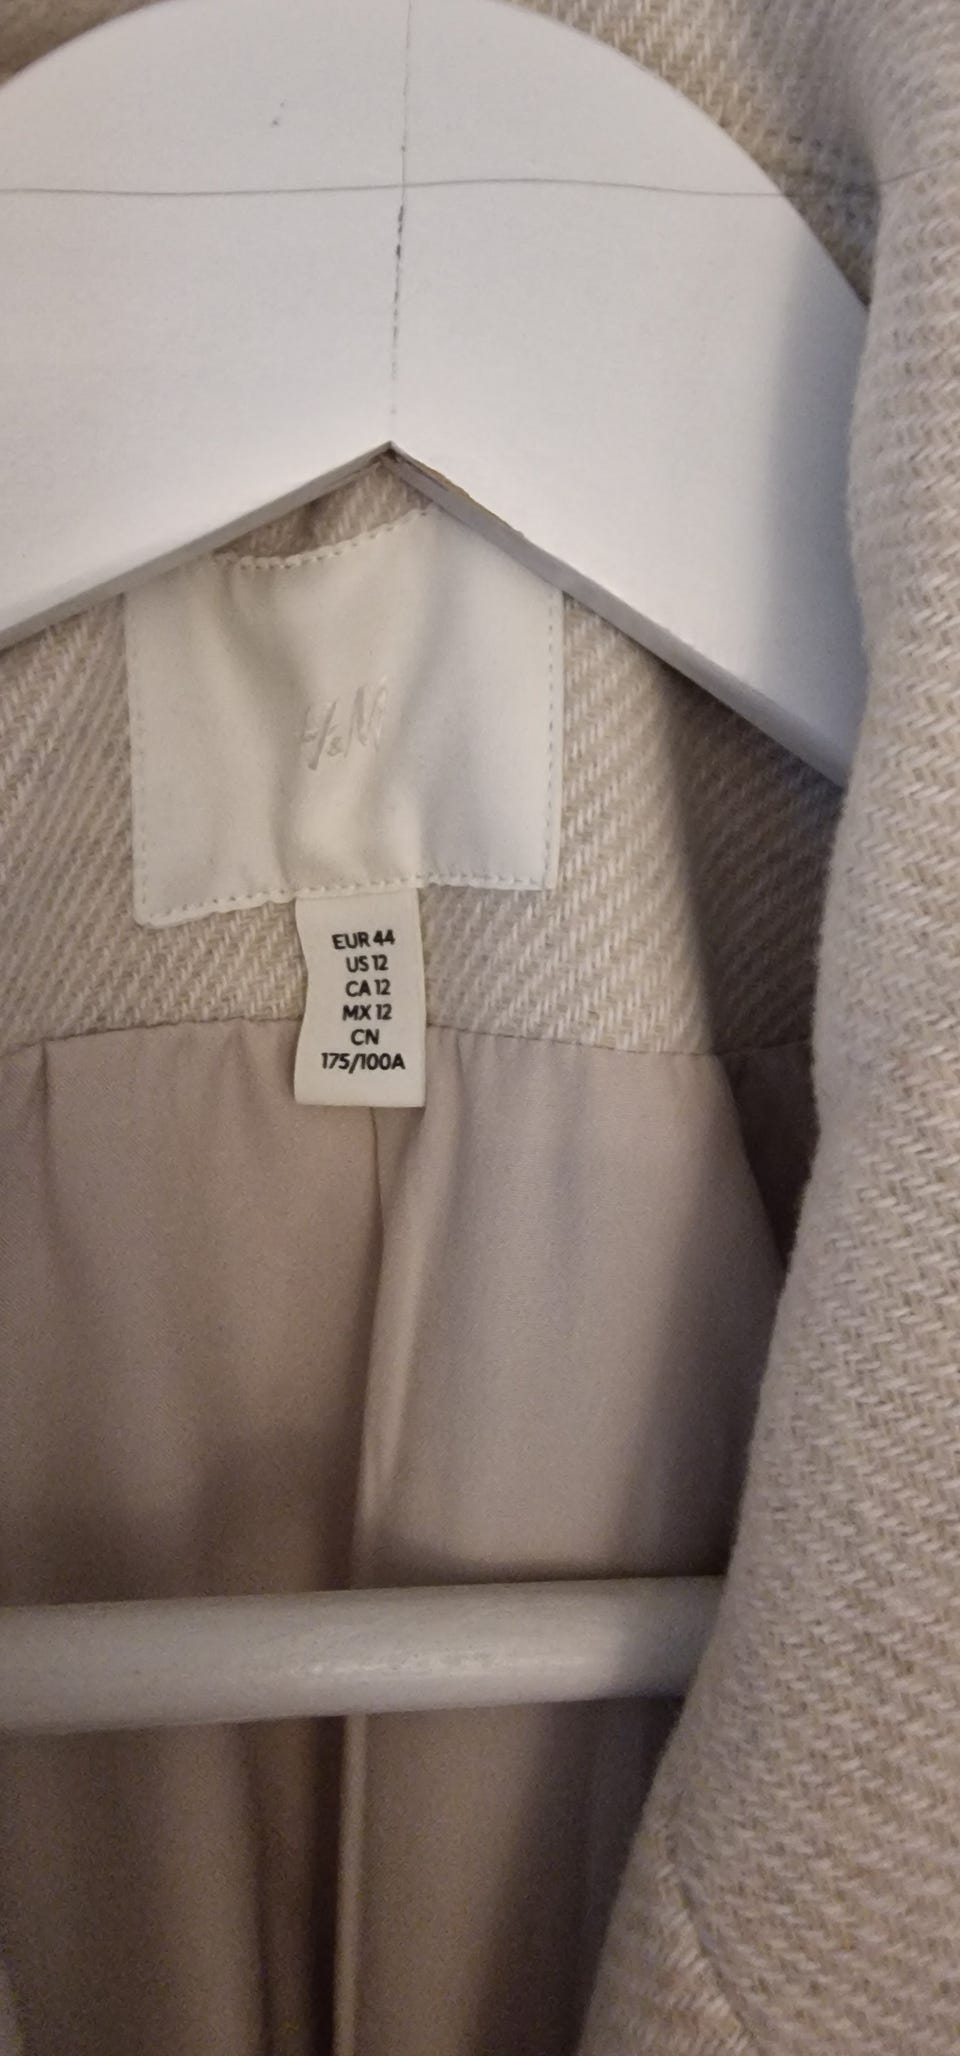 H&M
EUR 44
US 12
CA 12
MX 12
CN
175/100A